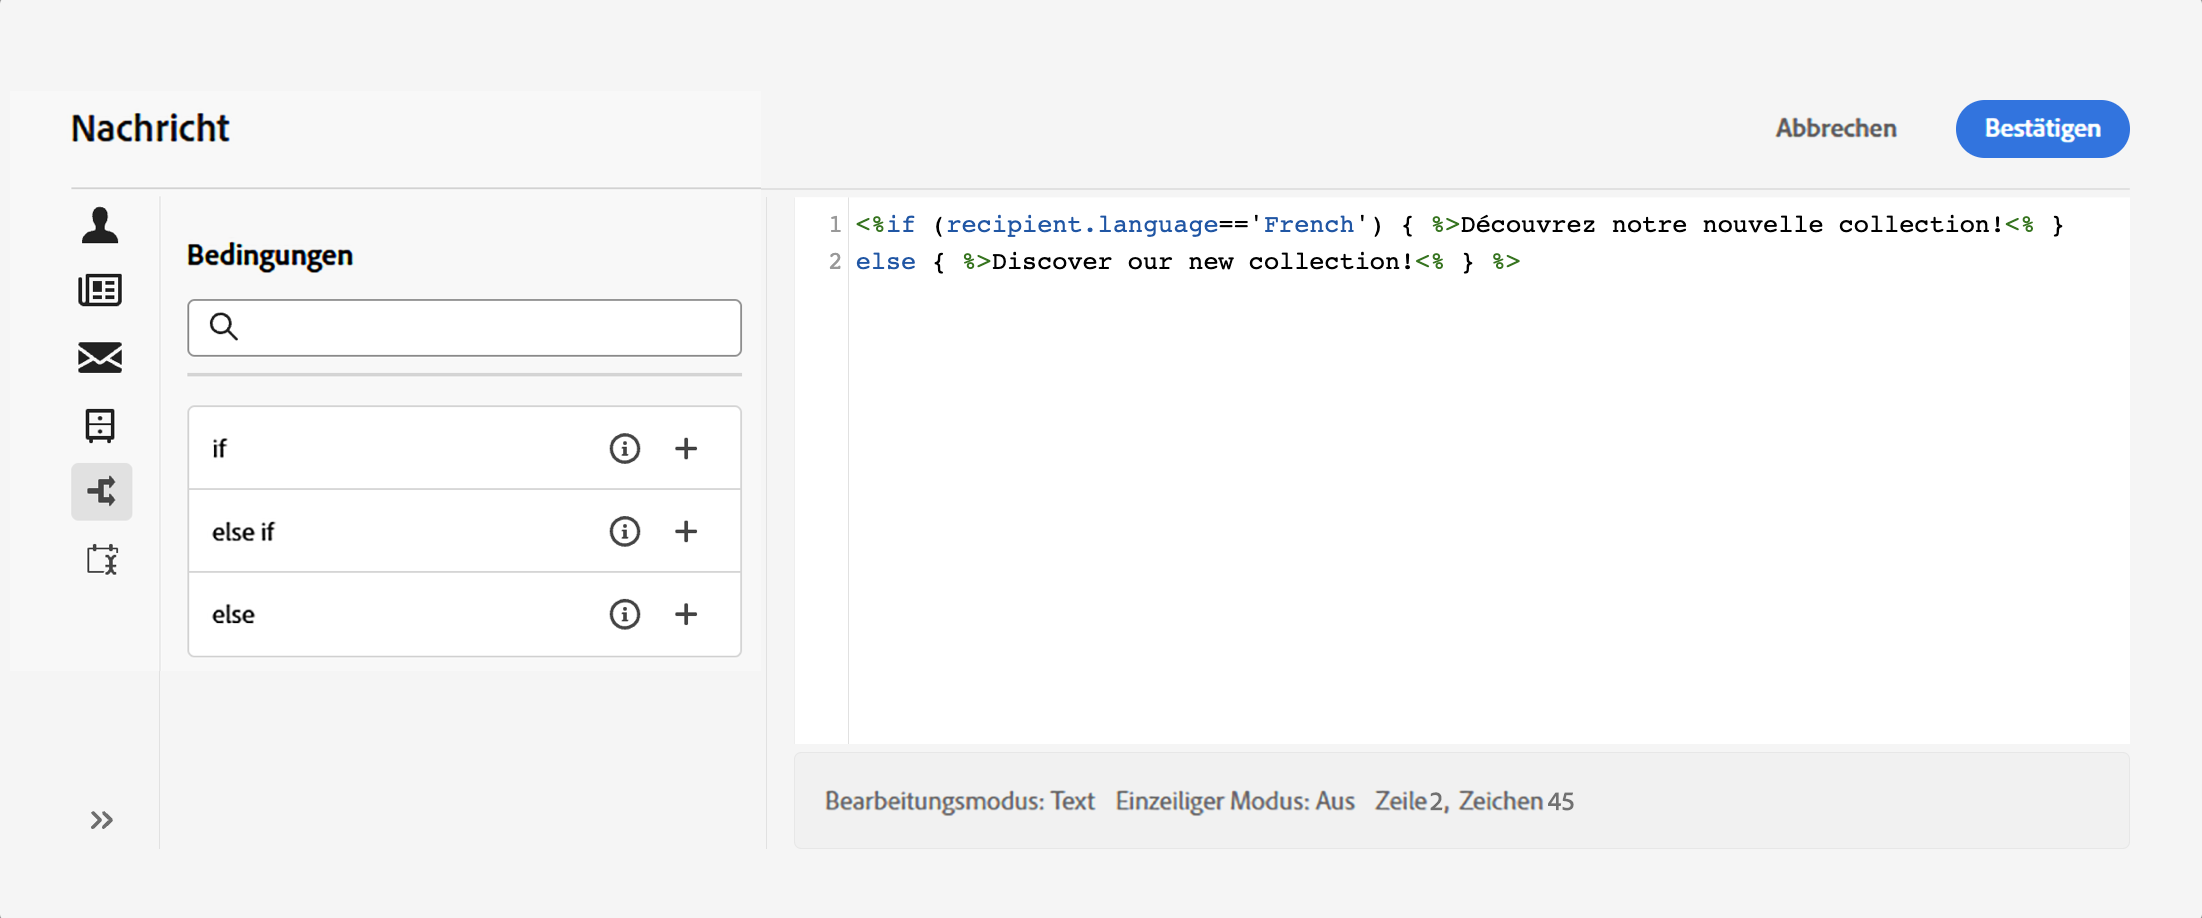 Nachricht
Abbrechen
Bestätigen
Bedingungen
if
else if
else
1 <%if (recipient.language=='French') { %>Découvrez notre nouvelle collection!<% }
2 else { %>Discover our new collection!<% } %>
Bearbeitungsmodus: Text Einzeiliger Modus: Aus Zeile 2, Zeichen 45